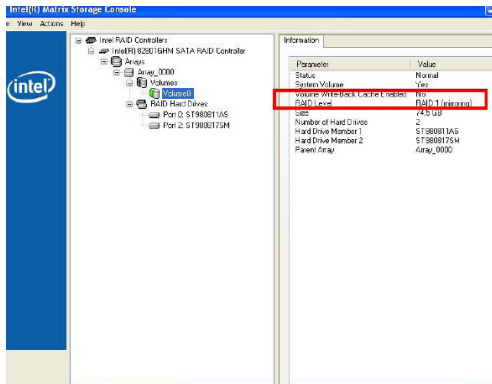 Intel(R) Matrix Storage Console
View Actions Help
Intel RAID Controllers
Intel(R) 82801GHM SATA RAID Controller
Arrays
Array_0000
Volumes
Volume0
RAID Hard Drives
Port 0: ST980811AS
Port 2: ST980817SM
intel
Information
Parameter Value
Status Normal
System Volume Yes
Volume Write-Back Cache Enabled No
RAID Level RAID 1 (mirroring)
Size 74.5 GB
Number of Hard Drives 2
Hard Drive Member 1 ST980811AS
Hard Drive Member 2 ST980817SM
Parent Array Array_0000